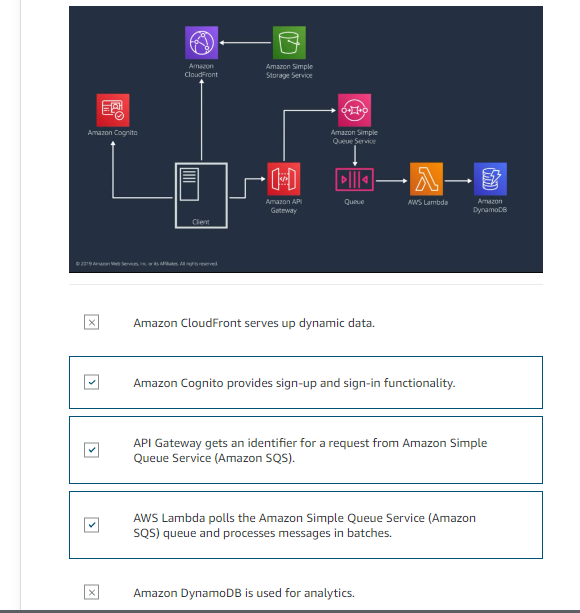 Amazon
CloudFront
Amazon Simple
Storage Service
Amazon Cognito
Amazon Simple
Queue Service
Client
Amazon API
Gateway
Queue
AWS Lambda
Amazon
DynamoDB
© 2019 Amazon Web Services, Inc. or its Affiliates. All rights reserved.
Amazon CloudFront serves up dynamic data.
Amazon Cognito provides sign-up and sign-in functionality.
API Gateway gets an identifier for a request from Amazon Simple
Queue Service (Amazon SQS).
AWS Lambda polls the Amazon Simple Queue Service (Amazon
SQS) queue and processes messages in batches.
Amazon DynamoDB is used for analytics.